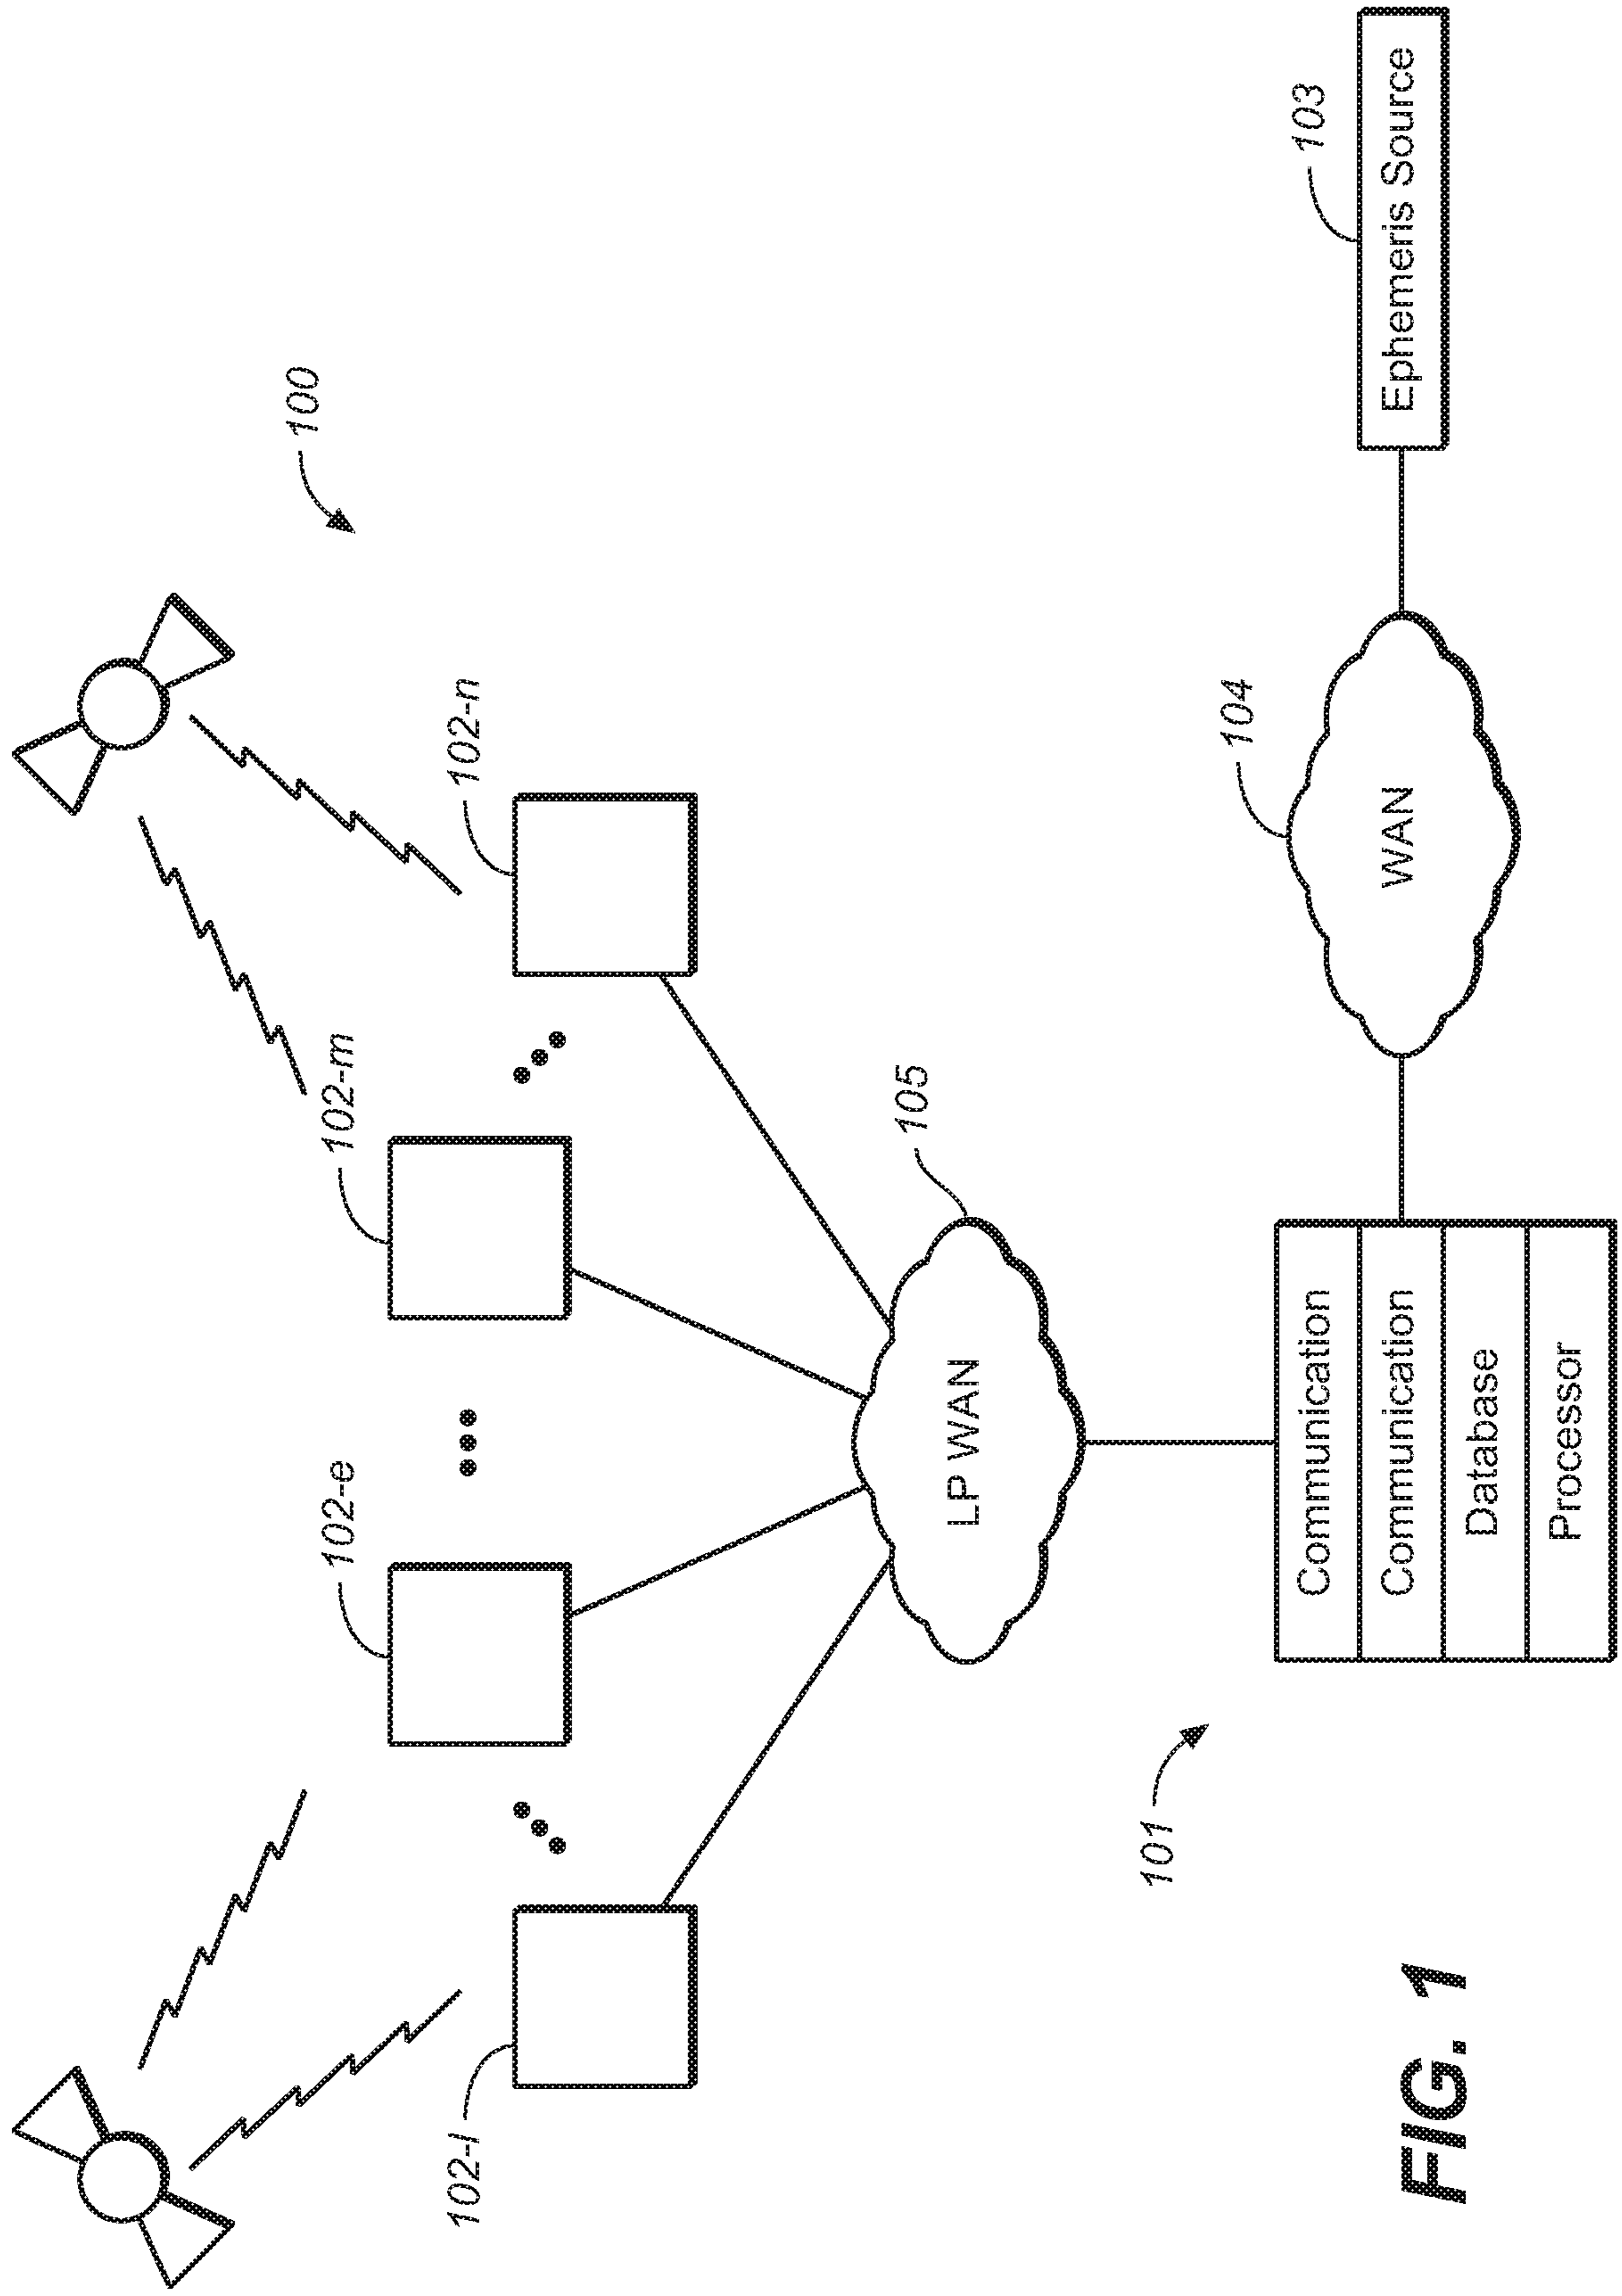 100
102-l
102-e
102-m
102-n
LP WAN
105
101
Communication
Communication
Database
Processor
WAN
104
Ephemeris Source
103
FIG. 1